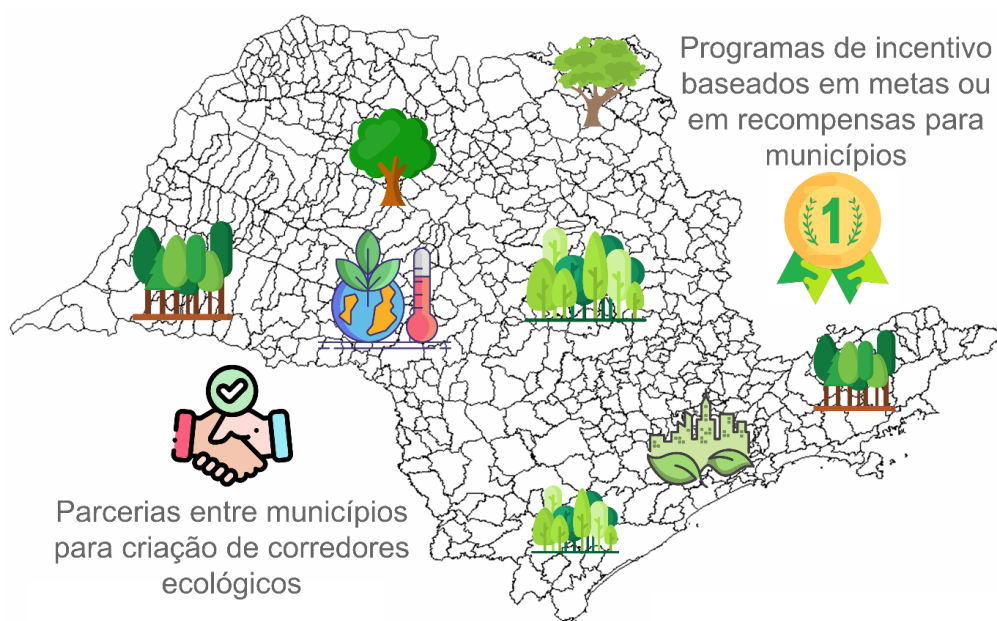 Programas de incentivo
baseados em metas ou
em recompensas para
municípios
1
Parcerias entre municípios
para criação de corredores
ecológicos